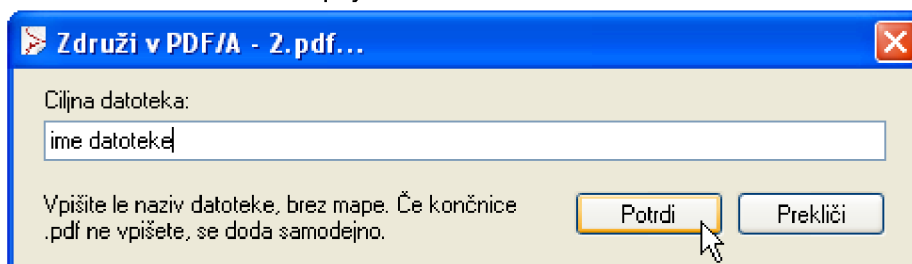 Združi v PDF/A - 2.pdf...
Ciljna datoteka:
ime datoteke
Vpišite le naziv datoteke, brez mape. Če končnice
.pdf ne vpišete, se doda samodejno.
Potrdi
Prekliči